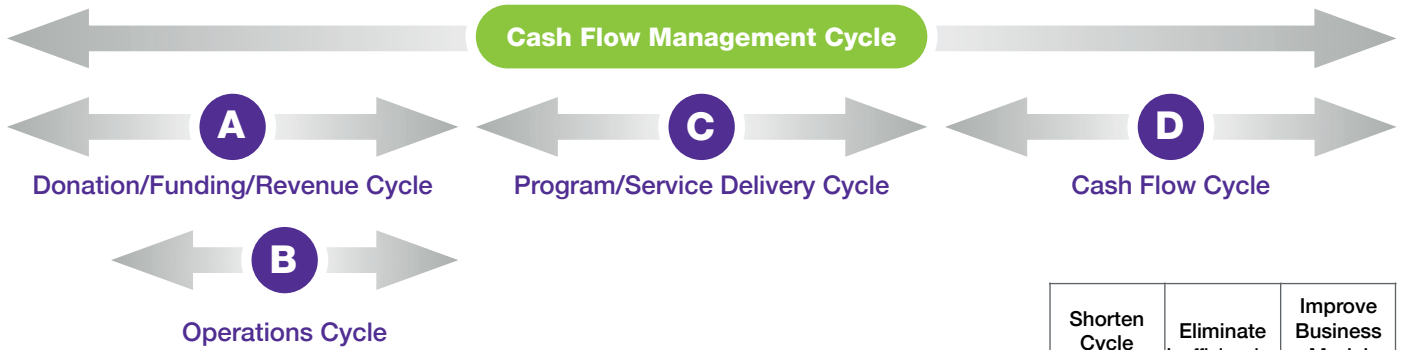 Cash Flow Management Cycle
A
C
D
Donation/Funding/Revenue Cycle
Program/Service Delivery Cycle
Cash Flow Cycle
B
Operations Cycle
Shorten
Cycle
Eliminate
Improve
Business